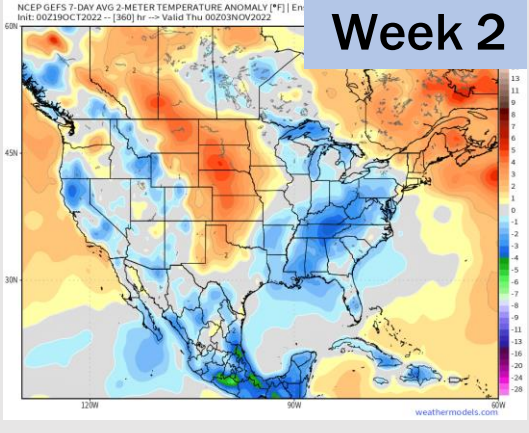 NCEP GEFS 7-DAY AVG 2-METER TEMPERATURE ANOMALY [°F] | Ens
Init: 00Z19OCT2022 -- [360] hr --> Valid Thu 00Z03NOV2022
Week 2
60N
45N
30N
120W
90W
60W
13
11
9
8
7
6
5
4
3
2
1
0
-1
-2
-3
-4
-5
-6
-7
-8
-9
-11
-13
-16
-20
-24
-28
weathermodels.com